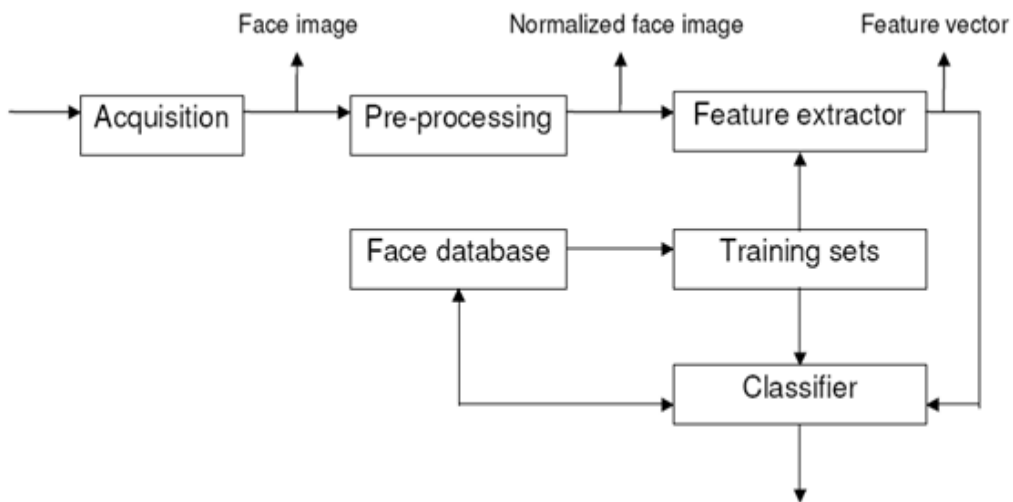 Face image
Normalized face image
Feature vector
Acquisition
Pre-processing
Feature extractor
Face database
Training sets
Classifier